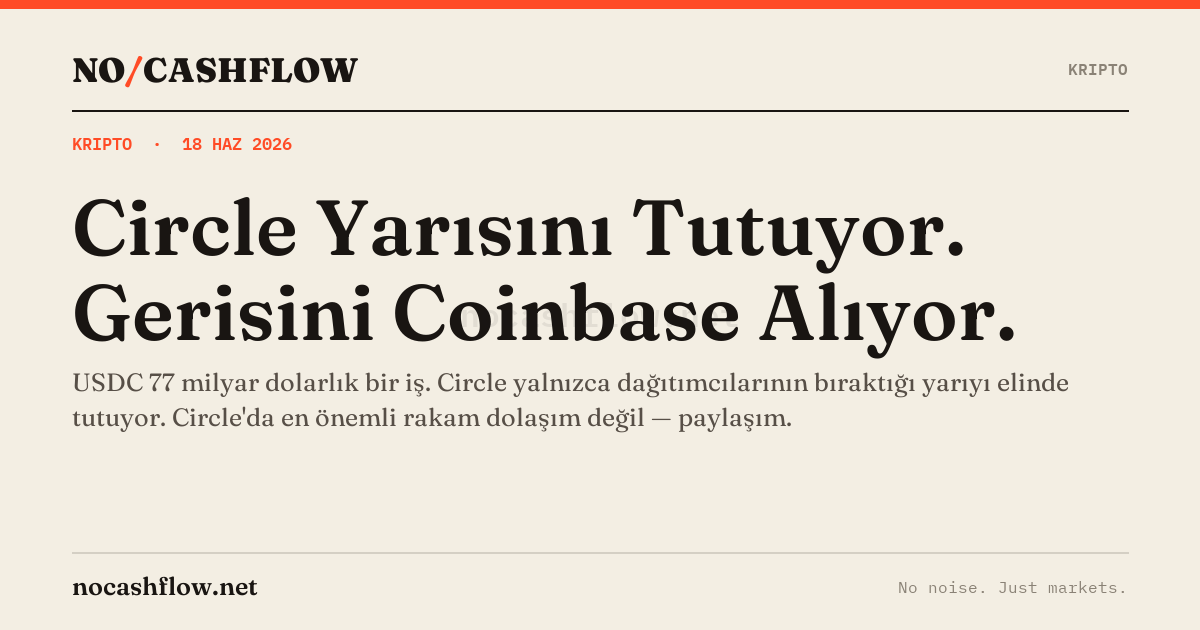 NO/CASHFLOW
KRIPTO
KRIPTO · 18 HAZ 2026
Circle Yarısını Tutuyor.
Gerisini Coinbase Alıyor.
USDC 77 milyar dolarlık bir iş. Circle yalnızca dağıtımcılarının bıraktığı yarıyı elinde
tutuyor. Circle'da en önemli rakam dolaşım değil — paylaşım.
nocashflow.net
No noise. Just markets.